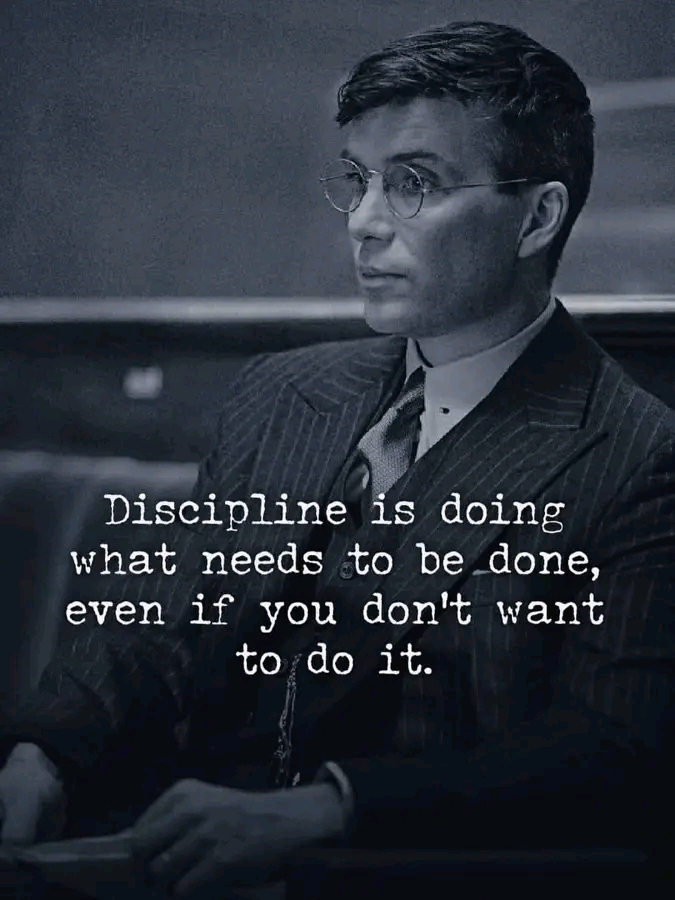 Discipline is doing
what needs to be done,
even if you don't want
to do it.